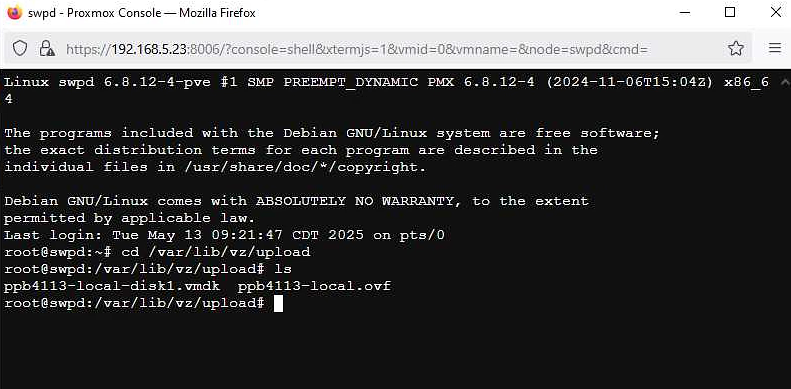 swpd - Proxmox Console — Mozilla Firefox
https://192.168.5.23:8006/?console=shell&xtermjs=1&vmid=0&vmname=&node=swpd&cmd=
Linux swpd 6.8.12-4-pve #1 SMP PREEMPT_DYNAMIC PMX 6.8.12-4 (2024-11-06T15:04Z) x86_6
4
The programs included with the Debian GNU/Linux system are free software;
the exact distribution terms for each program are described in the
individual files in /usr/share/doc/*/copyright.
Debian GNU/Linux comes with ABSOLUTELY NO WARRANTY, to the extent
permitted by applicable law.
Last login: Tue May 13 09:21:47 CDT 2025 on pts/0
root@swpd:~# cd /var/lib/vz/upload
root@swpd:/var/lib/vz/upload# ls
ppb4113-local-disk1.vmdk  ppb4113-local.ovf
root@swpd:/var/lib/vz/upload#